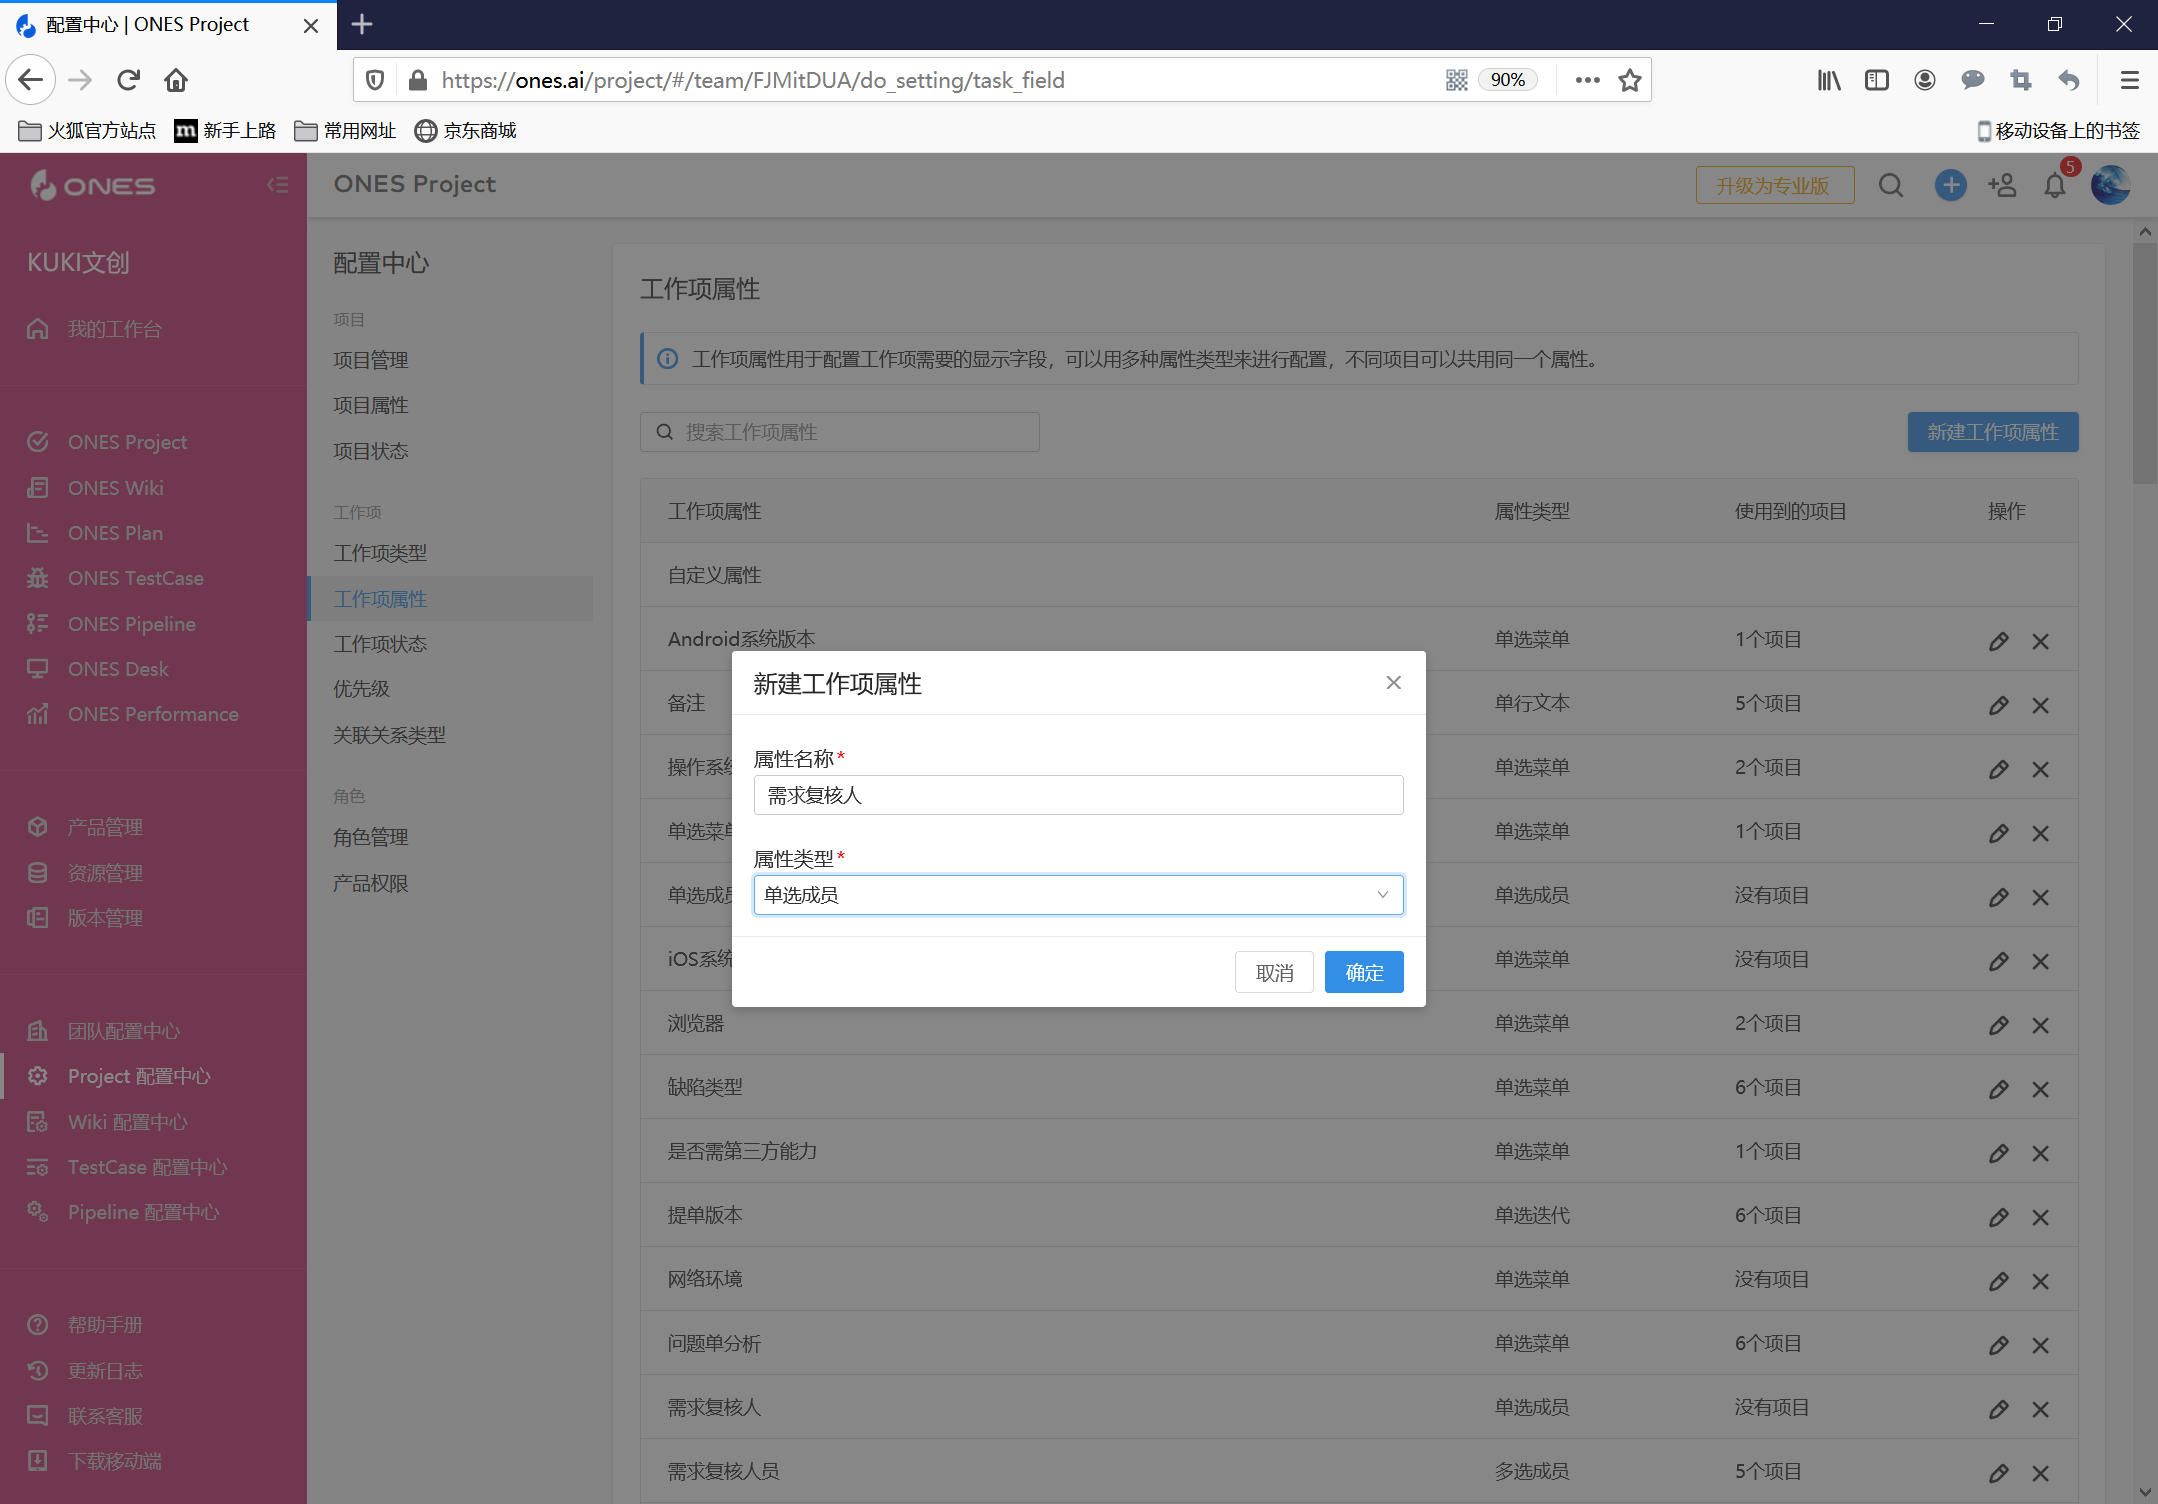 配置中心 | ONES Project
https://ones.ai/project/#/team/FJMitDUA/do_setting/task_field
90%
火狐官方站点
新手上路
常用网址
京东商城
移动设备上的书签
ONES
ONES Project
升级为专业版
5
KUKI文创
我的工作台
ONES Project
ONES Wiki
ONES Plan
ONES TestCase
ONES Pipeline
ONES Desk
ONES Performance
产品管理
资源管理
版本管理
团队配置中心
Project 配置中心
Wiki 配置中心
TestCase 配置中心
Pipeline 配置中心
帮助手册
更新日志
联系客服
下载移动端
配置中心
项目
项目管理
项目属性
项目状态
工作项
工作项类型
工作项属性
工作项状态
优先级
关联关系类型
角色
角色管理
产品权限
工作项属性
工作项属性用于配置工作项需要的显示字段，可以用多种属性类型来进行配置，不同项目可以共用同一个属性。
搜索工作项属性
新建工作项属性
工作项属性 属性类型 使用到的项目 操作
自定义属性
Android系统版本 单选菜单 1个项目
备注 单行文本 5个项目
操作系 单选菜单 2个项目
单选菜 单选菜单 1个项目
单选成 单选成员 没有项目
iOS系 单选菜单 没有项目
浏览器 单选菜单 2个项目
缺陷类型 单选菜单 6个项目
是否需第三方能力 单选菜单 1个项目
提单版本 单选迭代 6个项目
网络环境 单选菜单 没有项目
问题单分析 单选菜单 6个项目
需求复核人 单选成员 没有项目
需求复核人员 多选成员 5个项目
新建工作项属性
属性名称*
需求复核人
属性类型*
单选成员
取消
确定